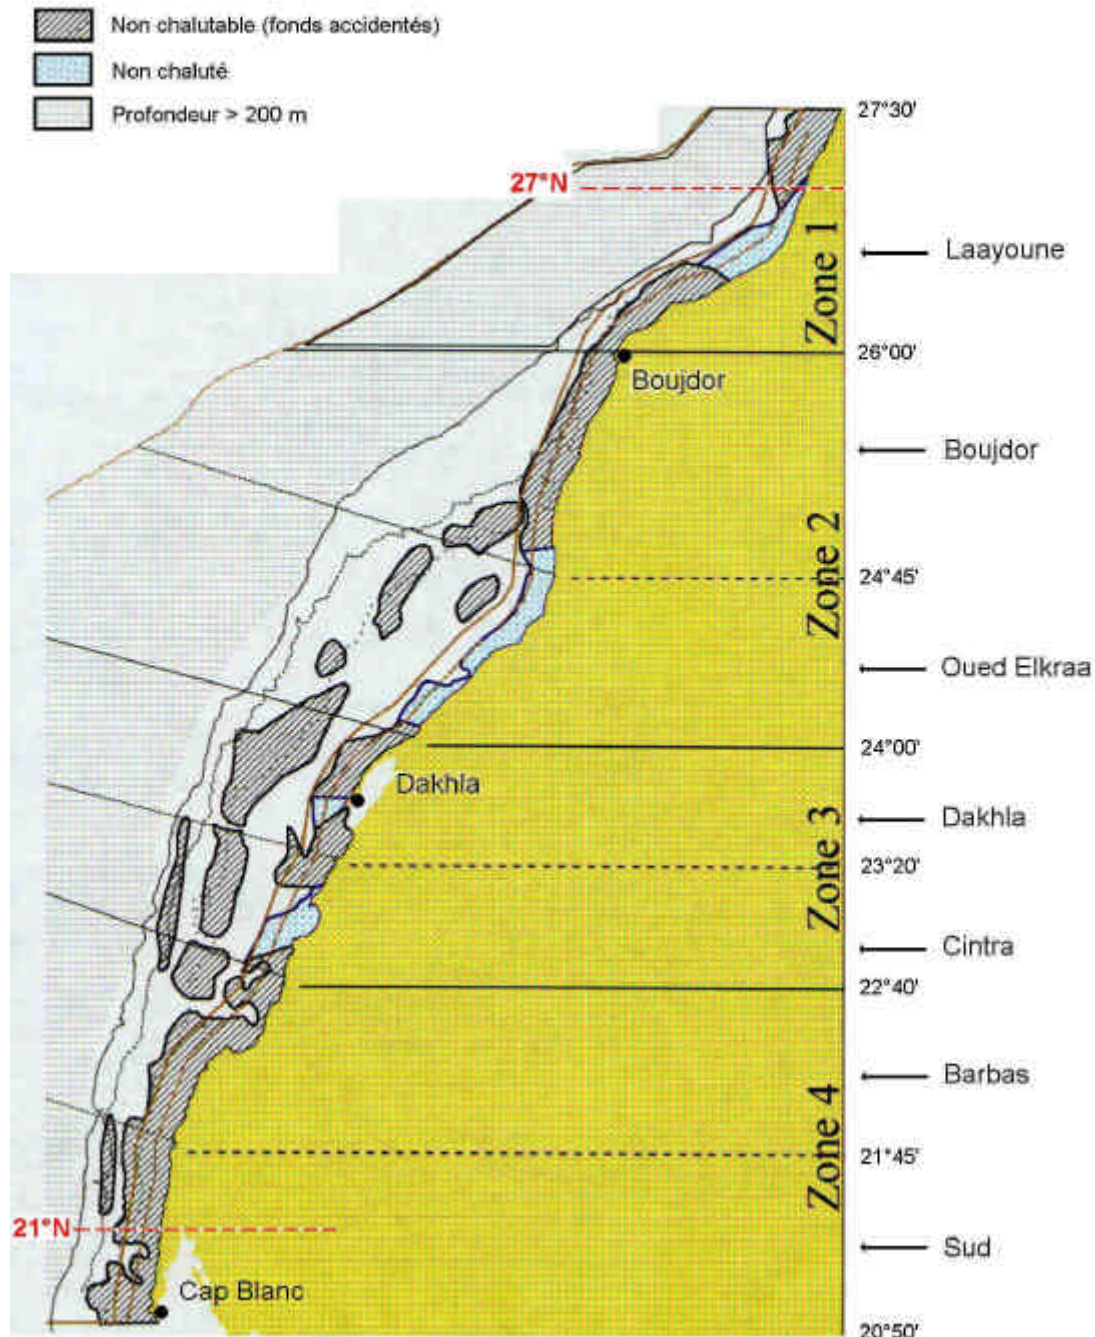 Non chalutable (fonds accidentés)
Non chaluté
Profondeur > 200 m
27°30'
27°N
Zone 1
Laayoune
26°00'
Boujdor
Boujdor
Zone 2
24°45'
Oued Elkraa
24°00'
Dakhla
Dakhla
Zone 3
23°20'
Cintra
22°40'
Barbas
Zone 4
21°45'
21°N
Sud
Cap Blanc
20°50'